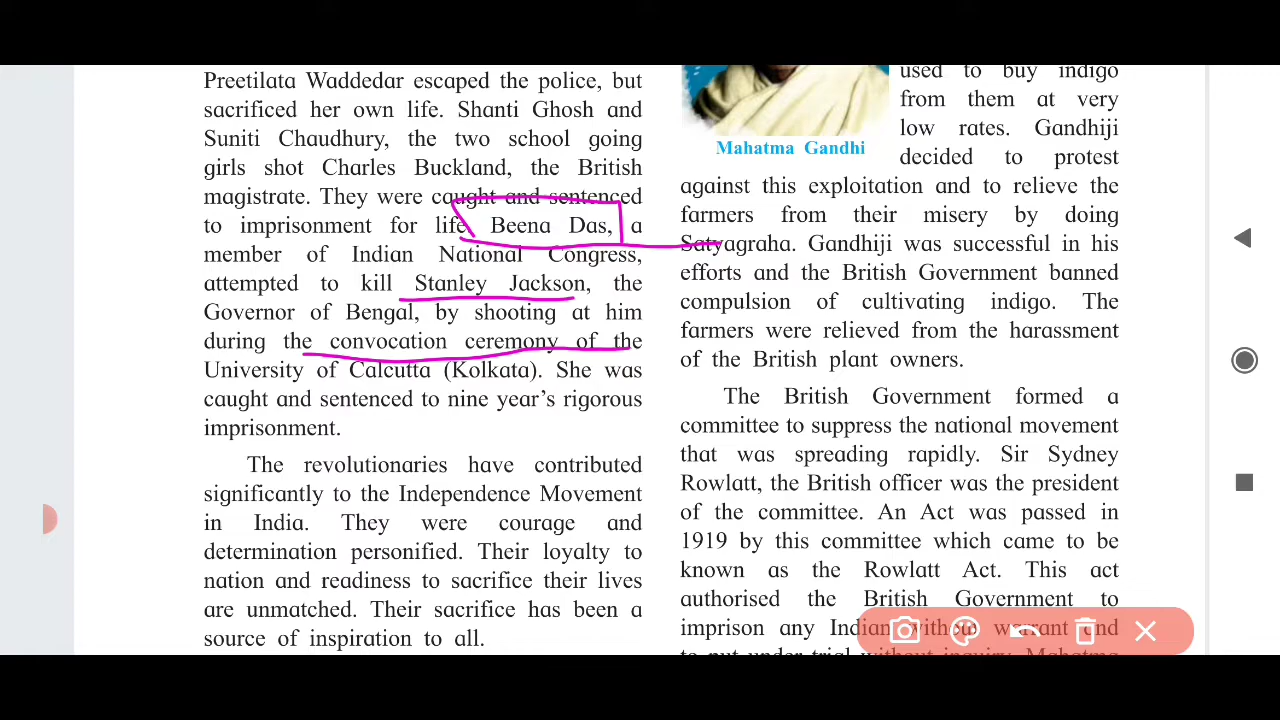 Preetilata Waddedar escaped the police, but
sacrificed her own life. Shanti Ghosh and
Suniti Chaudhury, the two school going
girls shot Charles Buckland, the British
magistrate. They were caught and sentenced
to imprisonment for life. Beena Das, a
member of Indian National Congress,
attempted to kill Stanley Jackson, the
Governor of Bengal, by shooting at him
during the convocation ceremony of the
University of Calcutta (Kolkata). She was
caught and sentenced to nine year's rigorous
imprisonment.
The revolutionaries have contributed
significantly to the Independence Movement
in India. They were courage and
determination personified. Their loyalty to
nation and readiness to sacrifice their lives
are unmatched. Their sacrifice has been a
source of inspiration to all.
Mahatma Gandhi
used to buy indigo
from them at very
low rates. Gandhiji
decided to protest
against this exploitation and to relieve the
farmers from their misery by doing
Satyagraha. Gandhiji was successful in his
efforts and the British Government banned
compulsion of cultivating indigo. The
farmers were relieved from the harassment
of the British plant owners.
The British Government formed a
committee to suppress the national movement
that was spreading rapidly. Sir Sydney
Rowlatt, the British officer was the president
of the committee. An Act was passed in
1919 by this committee which came to be
known as the Rowlatt Act. This act
authorised the British Government to
imprison any Indian without warrant and
to put under trial without inquiry. Mahatma